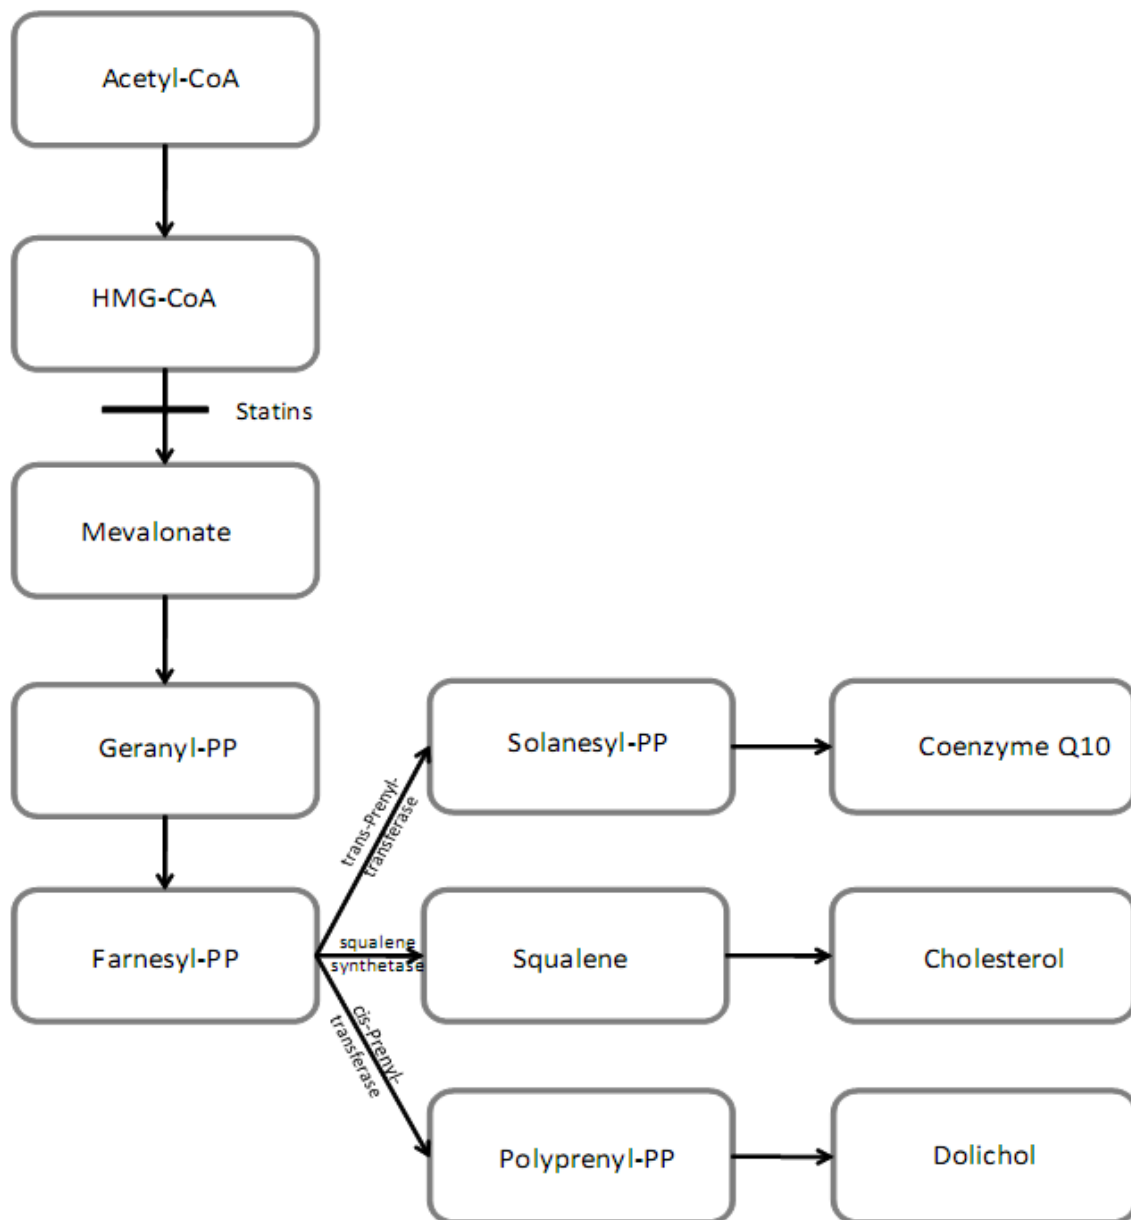 Acetyl-CoA
HMG-CoA
Statins
Mevalonate
Geranyl-PP
Solanesyl-PP
Coenzyme Q10
trans-Prenyl-
transferase
Farnesyl-PP
squalene
synthetase
Squalene
Cholesterol
cis-Prenyl-
transferase
Polyprenyl-PP
Dolichol